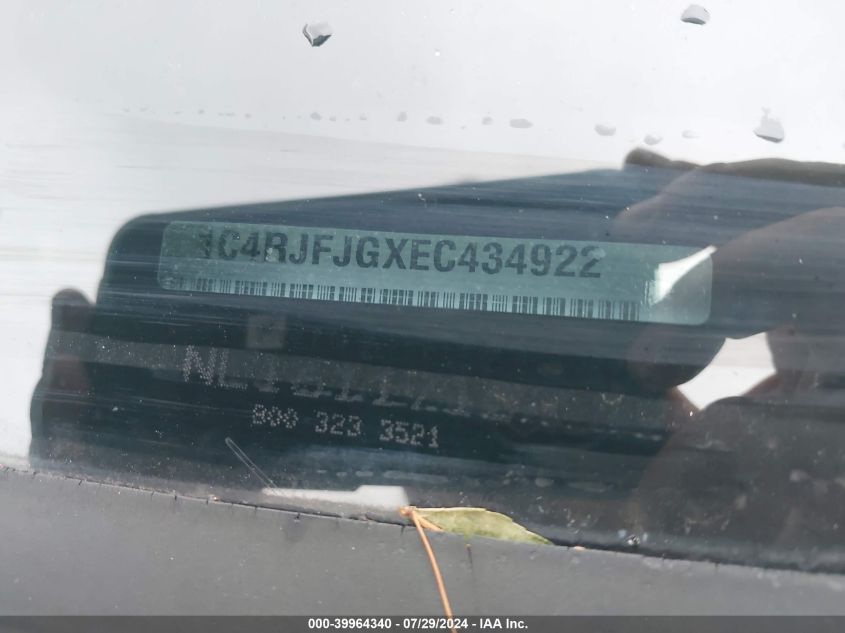 1C4RJFJGXEC434922
800 323 3521
000-39964340 | 07/29/2024 | IAA Inc.